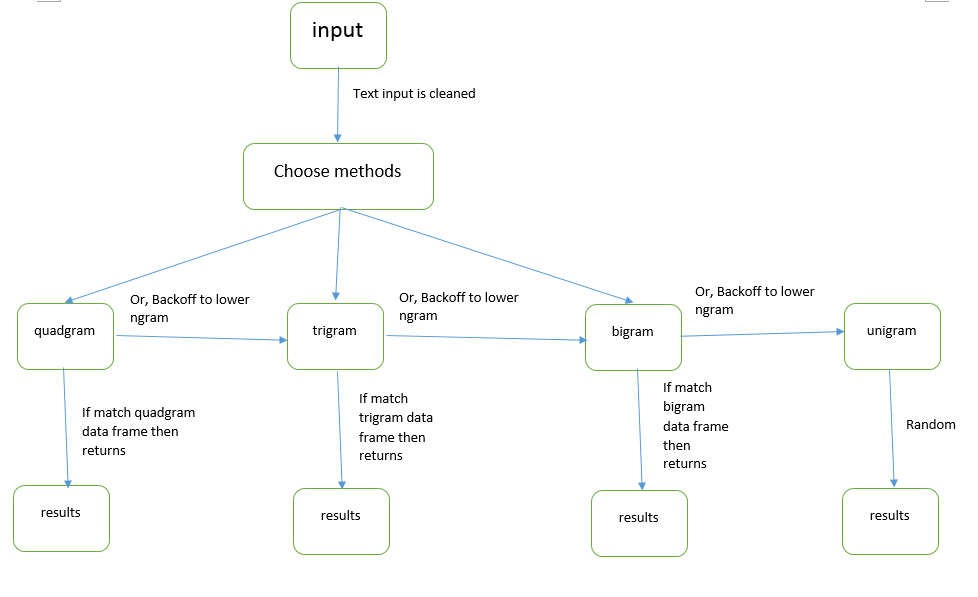 input
Text input is cleaned
Choose methods
Or, Backoff to lower
ngram
Or, Backoff to lower
ngram
Or, Backoff to lower
ngram
quadgram
trigram
bigram
unigram
If match quadgram
data frame then
returns
If match
trigram data
frame then
returns
If match
bigram
data frame
then
returns
Random
results
results
results
results